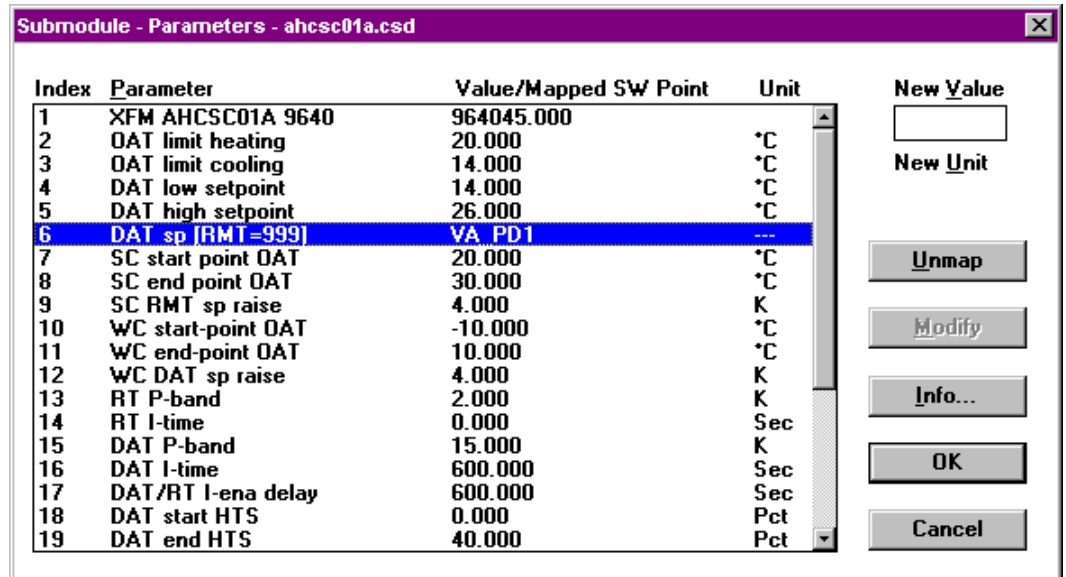 Submodule - Parameters - ahcsc01a.csd
Index Parameter Value/Mapped SW Point Unit
1 XFM AHCSC01A 9640 964045.000
2 OAT limit heating 20.000 °C
3 OAT limit cooling 14.000 °C
4 DAT low setpoint 14.000 °C
5 DAT high setpoint 26.000 °C
6 DAT sp [RMT=999] VA_PD1 ---
7 SC start point OAT 20.000 °C
8 SC end point OAT 30.000 °C
9 SC RMT sp raise 4.000 K
10 WC start-point OAT -10.000 °C
11 WC end-point OAT 10.000 °C
12 WC DAT sp raise 4.000 K
13 RT P-band 2.000 K
14 RT I-time 0.000 Sec
15 DAT P-band 15.000 K
16 DAT I-time 600.000 Sec
17 DAT/RT I-ena delay 600.000 Sec
18 DAT start HTS 0.000 Pct
19 DAT end HTS 40.000 Pct
New Value
New Unit
Unmap
Modify
Info...
OK
Cancel